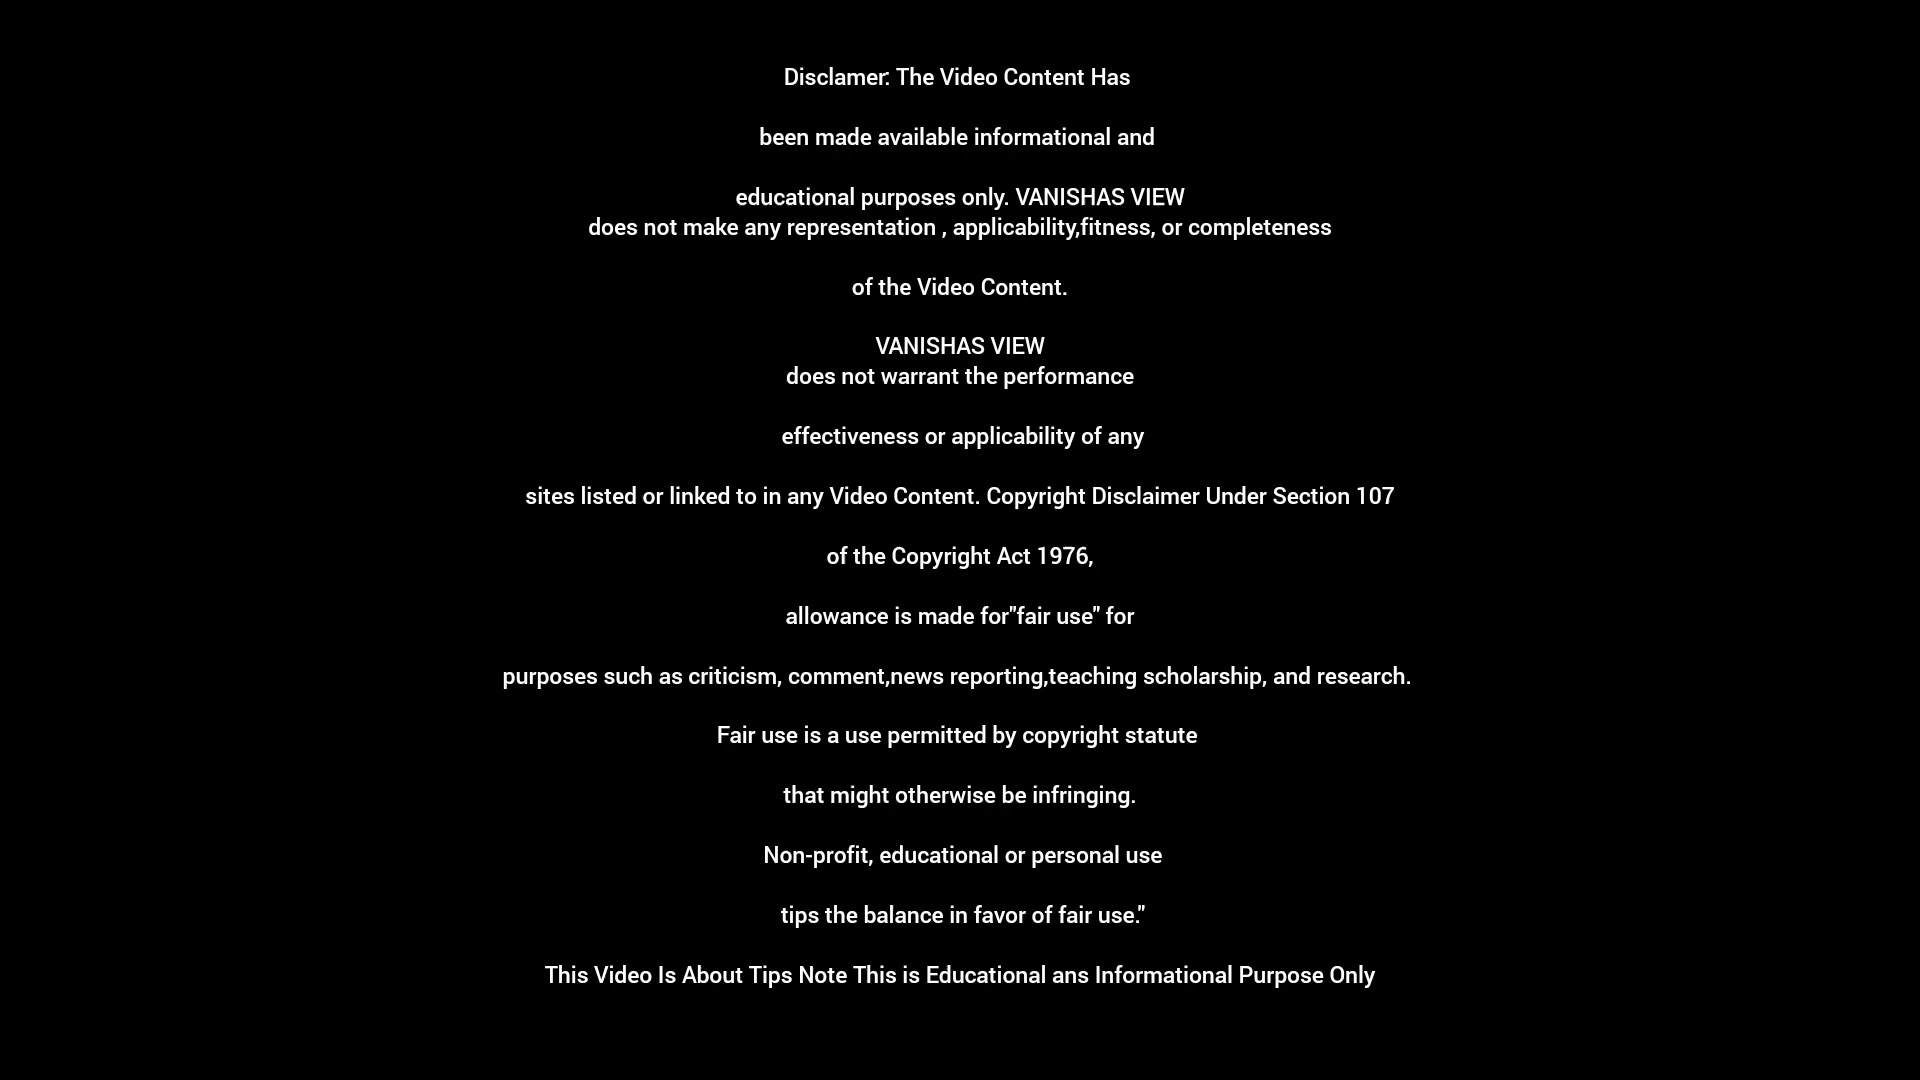 Disclamer: The Video Content Has
been made available informational and
educational purposes only. VANISHAS VIEW
does not make any representation , applicability,fitness, or completeness
of the Video Content.
VANISHAS VIEW
does not warrant the performance
effectiveness or applicability of any
sites listed or linked to in any Video Content. Copyright Disclaimer Under Section 107
of the Copyright Act 1976,
allowance is made for"fair use" for
purposes such as criticism, comment,news reporting,teaching scholarship, and research.
Fair use is a use permitted by copyright statute
that might otherwise be infringing.
Non-profit, educational or personal use
tips the balance in favor of fair use."
This Video Is About Tips Note This is Educational ans Informational Purpose Only